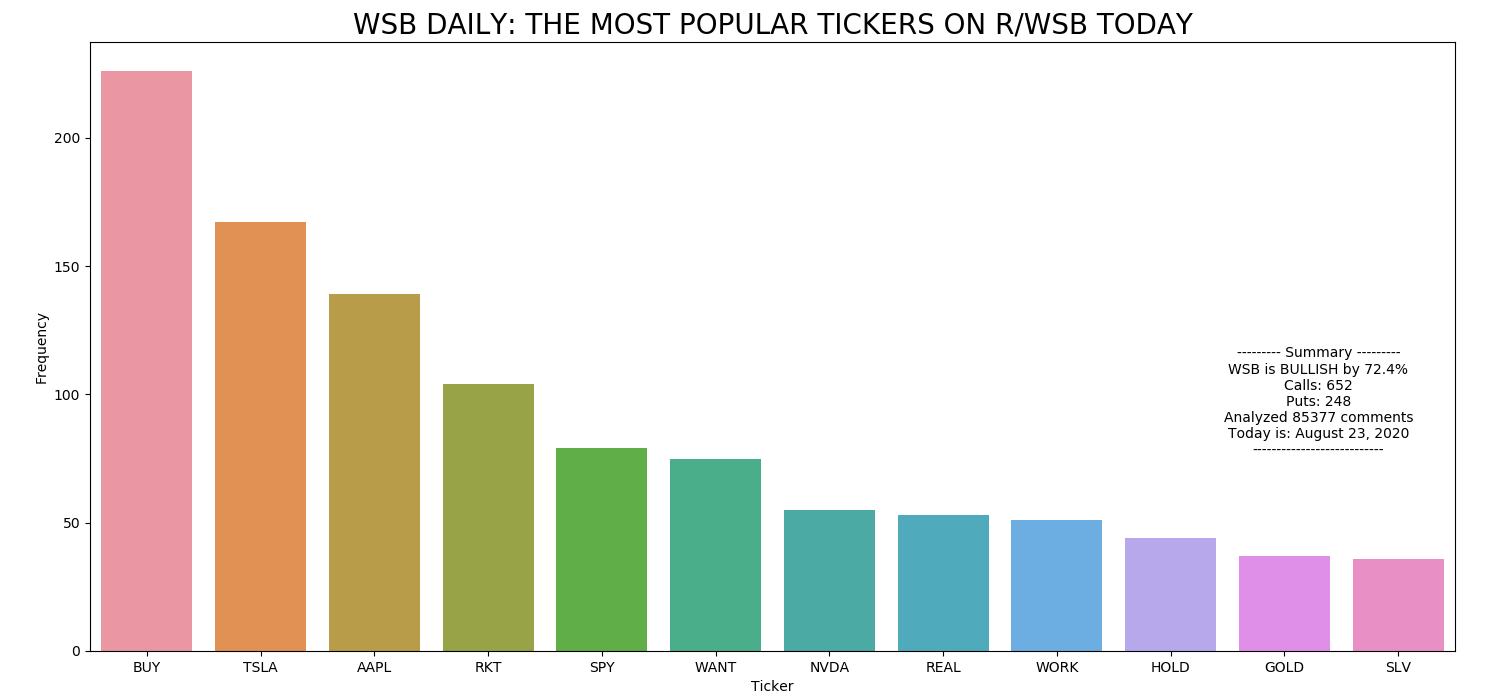 WSB DAILY: THE MOST POPULAR TICKERS ON R/WSB TODAY
Frequency
200
150
100
50
0
--------- Summary ---------
WSB is BULLISH by 72.4%
Calls: 652
Puts: 248
Analyzed 85377 comments
Today is: August 23, 2020
---------------------------
BUY TSLA AAPL RKT SPY WANT NVDA REAL WORK HOLD GOLD SLV
Ticker